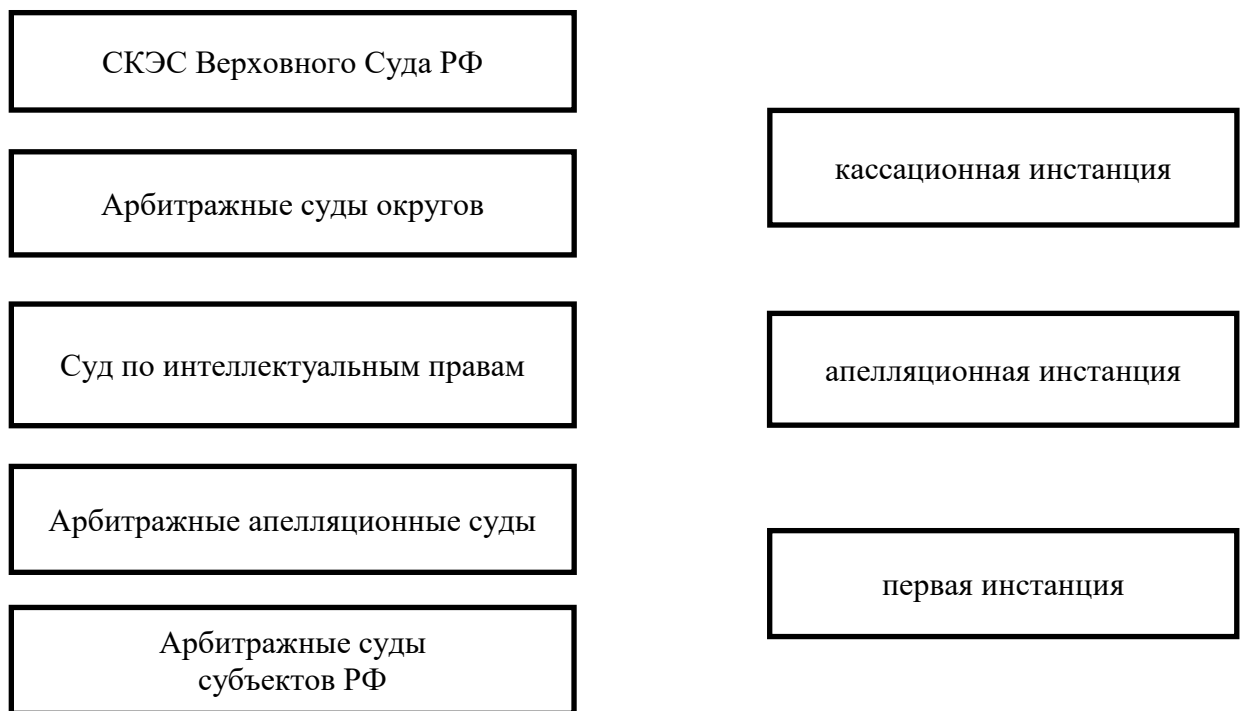 СКЭС Верховного Суда РФ
Арбитражные суды округов
Суд по интеллектуальным правам
Арбитражные апелляционные суды
Арбитражные суды
субъектов РФ
кассационная инстанция
апелляционная инстанция
первая инстанция